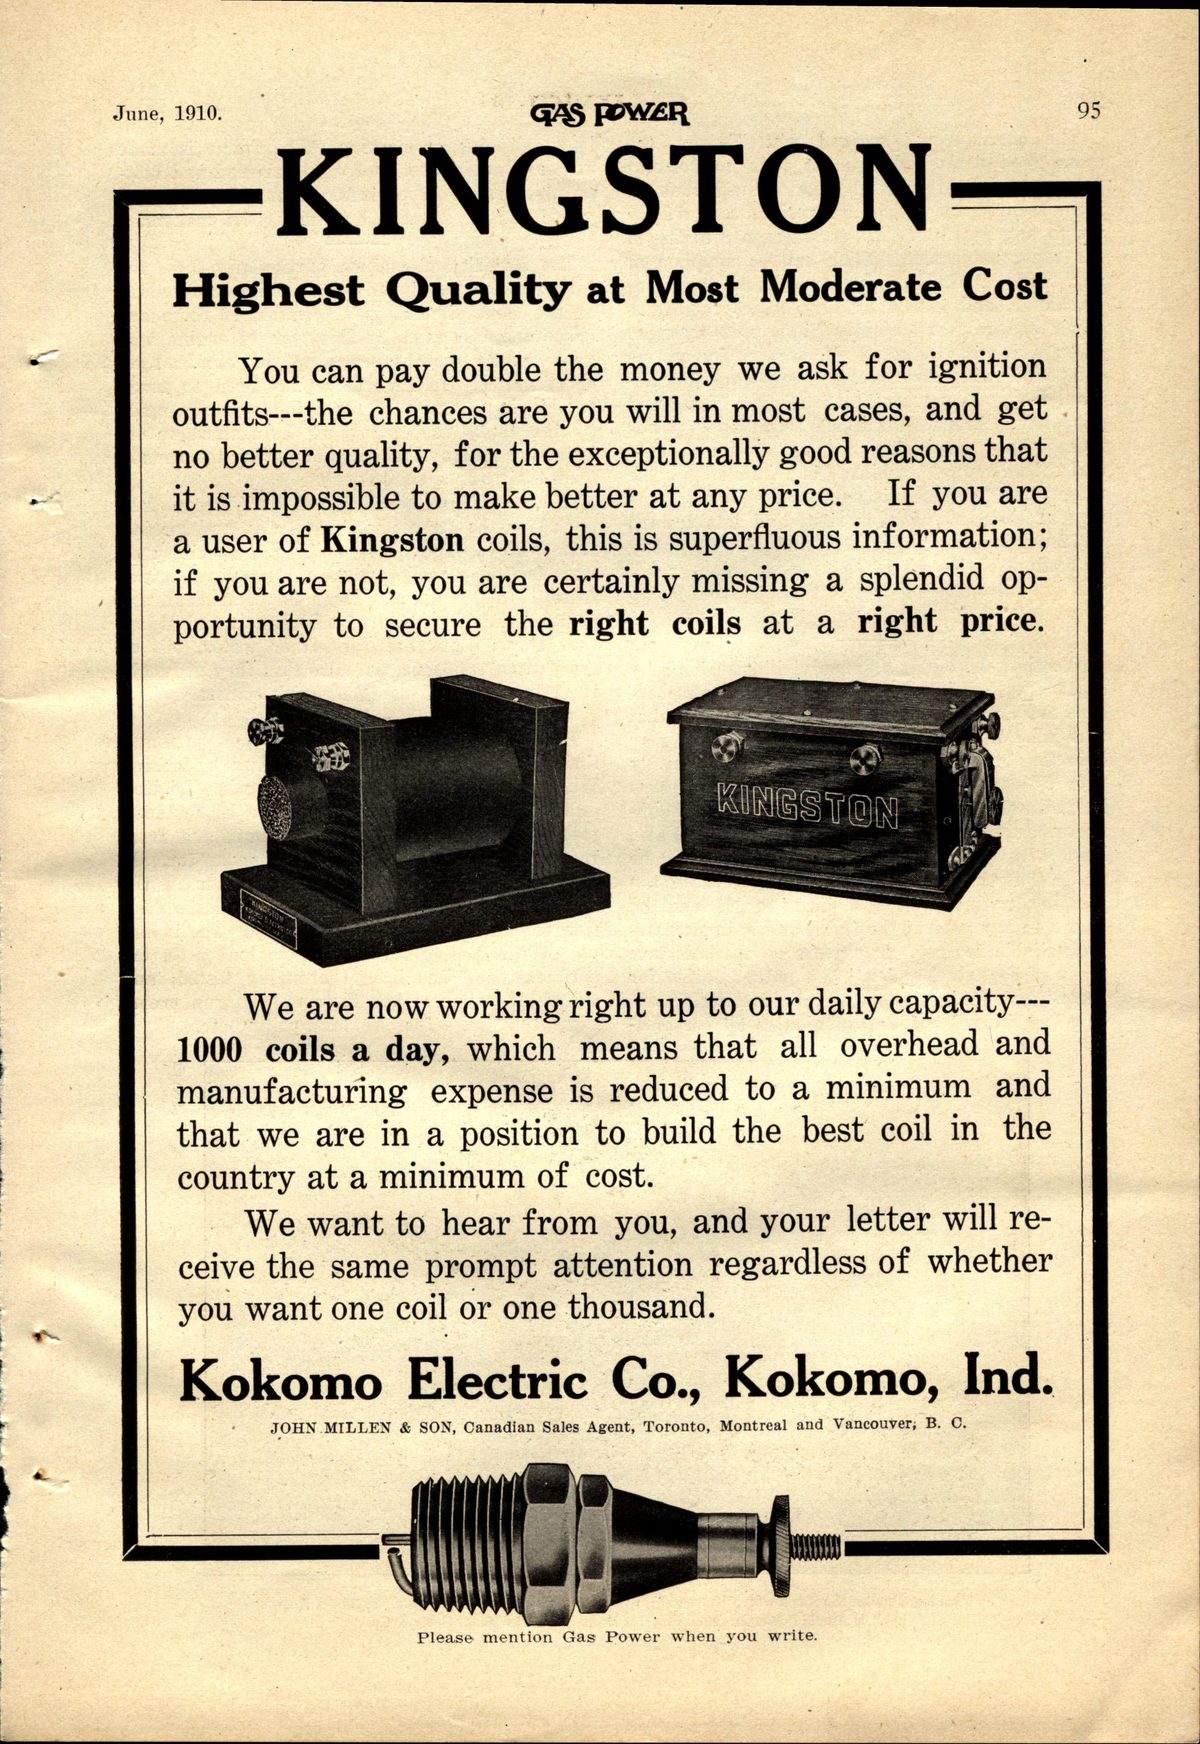 June, 1910.
GAS POWER
95
KINGSTON
Highest Quality at Most Moderate Cost
You can pay double the money we ask for ignition
outfits---the chances are you will in most cases, and get
no better quality, for the exceptionally good reasons that
it is impossible to make better at any price. If you are
a user of Kingston coils, this is superfluous information;
if you are not, you are certainly missing a splendid op-
portunity to secure the right coils at a right price.
KINGSTON
KINGSTON
We are now working right up to our daily capacity---
1000 coils a day, which means that all overhead and
manufacturing expense is reduced to a minimum and
that we are in a position to build the best coil in the
country at a minimum of cost.
We want to hear from you, and your letter will re-
ceive the same prompt attention regardless of whether
you want one coil or one thousand.
Kokomo Electric Co., Kokomo, Ind.
JOHN MILLEN & SON, Canadian Sales Agent, Toronto, Montreal and Vancouver, B. C.
Please mention Gas Power when you write.